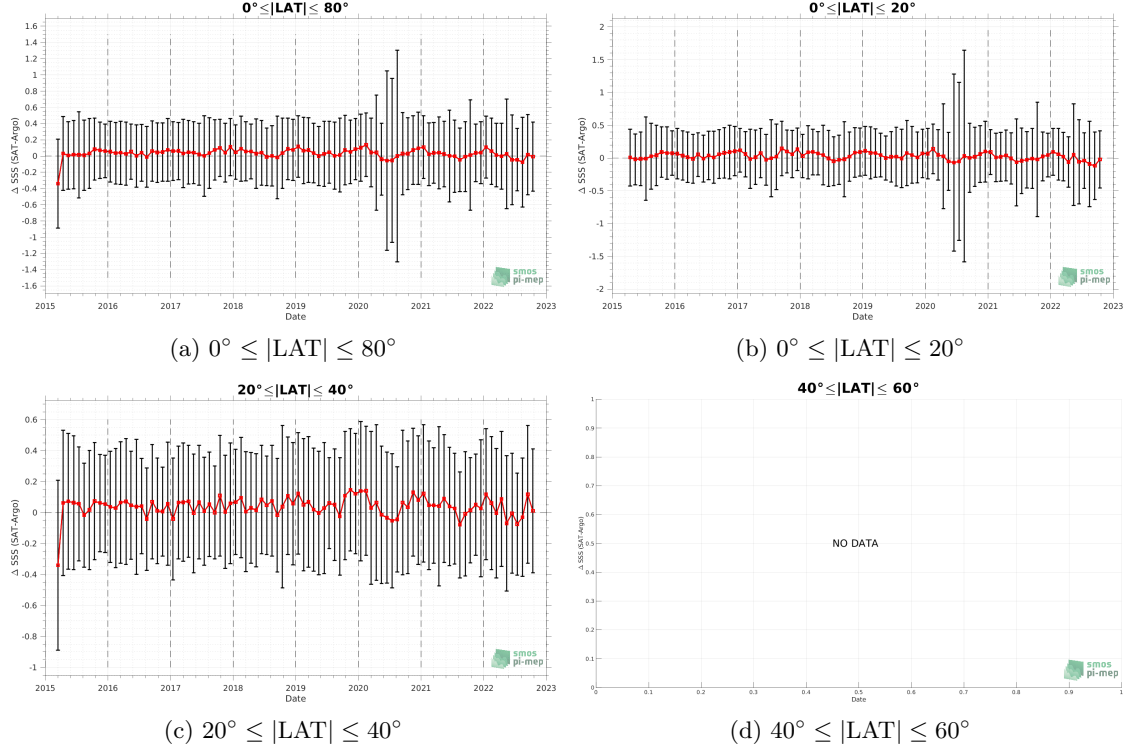 0°≤|LAT|≤ 80°
Δ SSS (SAT-Argo)
1.6
1.4
1.2
1
0.8
0.6
0.4
0.2
0
-0.2
-0.4
-0.6
-0.8
-1
-1.2
-1.4
-1.6
2015 2016 2017 2018 2019 2020 2021 2022 2023
Date
smos
pi-mep
(a) 0° ≤ |LAT| ≤ 80°
0°≤|LAT|≤ 20°
Δ SSS (SAT-Argo)
2
1.5
1
0.5
0
-0.5
-1
-1.5
-2
2015 2016 2017 2018 2019 2020 2021 2022 2023
Date
smos
pi-mep
(b) 0° ≤ |LAT| ≤ 20°
20°≤|LAT|≤ 40°
Δ SSS (SAT-Argo)
0.6
0.4
0.2
0
-0.2
-0.4
-0.6
-0.8
-1
2015 2016 2017 2018 2019 2020 2021 2022 2023
Date
smos
pi-mep
(c) 20° ≤ |LAT| ≤ 40°
40°≤|LAT|≤ 60°
Δ SSS (SAT-Argo)
1
0.9
0.8
0.7
0.6
0.5
0.4
0.3
0.2
0.1
0
NO DATA
0 0.1 0.2 0.3 0.4 0.5 0.6 0.7 0.8 0.9 1
Date
smos
pi-mep
(d) 40° ≤ |LAT| ≤ 60°